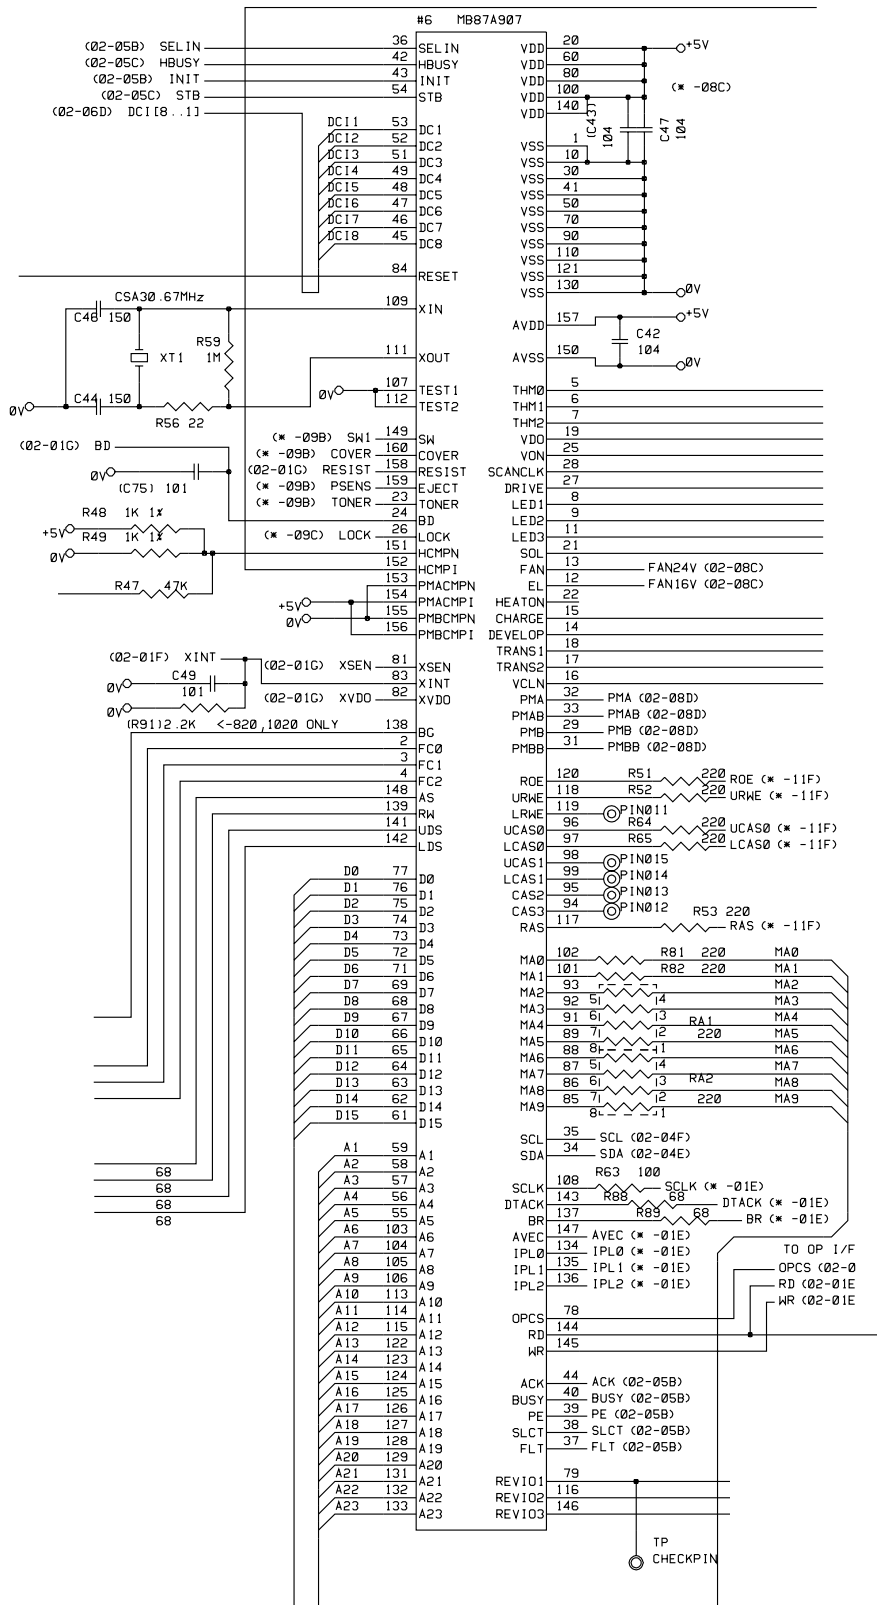 #6 MB87A907
(02-05B) SELIN 36 SELIN VDD 20 +5V
(02-05C) HBUSY 42 HBUSY VDD 60
(02-05B) INIT 43 INIT VDD 80 (* -08C)
(02-05C) STB 54 STB VDD 100
(02-06D) DCI[8..1] VDD 140 (C43) 104 C47 104
DCI1 53 DC1
DCI2 52 DC2 VSS 1
DCI3 51 DC3 VSS 10
DCI4 49 DC4 VSS 30
DCI5 48 DC5 VSS 41
DCI6 47 DC6 VSS 50
DCI7 46 DC7 VSS 70
DCI8 45 DC8 VSS 90
VSS 110
84 RESET VSS 121
VSS 130 0V
CSA30.67MHz
C46 150 109 XIN AVDD 157 +5V
R59 1M C42 104
XT1 111 XOUT AVSS 150 0V
0V 107 TEST1 THM0 5
0V C44 150 112 TEST2 THM1 6
R56 22 THM2 7
(* -09B) SW1 149 SW VDO 19
(02-01G) BD (* -09B) COVER 160 COVER VON 25
0V (02-01G) RESIST 158 RESIST SCANCLK 28
(C75) 101 (* -09B) PSENS 159 EJECT DRIVE 27
(* -09B) TONER 23 TONER LED1 8
R48 1K 1% 24 BD LED2 9
+5V R49 1K 1% (* -09C) LOCK 26 LOCK LED3 11
0V 151 HCMPN SOL 21
152 HCMPI FAN 13 FAN24V (02-08C)
R47 47K 153 PMACMPN EL 12 FAN16V (02-08C)
+5V 154 PMACMPI HEATON 22
0V 155 PMBCMPN CHARGE 15
156 PMBCMPI DEVELOP 14
TRANS1 18
(02-01F) XINT (02-01G) XSEN 81 XSEN TRANS2 17
0V C49 101 83 XINT VCLN 16
0V (02-01G) XVDO 82 XVDO PMA 32 PMA (02-08D)
PMAB 33 PMAB (02-08D)
(R91)2.2K <-820,1020 ONLY 138 BG PMB 29 PMB (02-08D)
2 FC0 PMBB 31 PMBB (02-08D)
3 FC1
4 FC2 ROE 120 R51 220 ROE (* -11F)
148 AS URWE 118 R52 220 URWE (* -11F)
139 RW LRWE 119 PIN011
141 UDS UCAS0 96 R64 220 UCAS0 (* -11F)
142 LDS LCAS0 97 R65 220 LCAS0 (* -11F)
UCAS1 98 PIN015
D0 77 D0 LCAS1 99 PIN014
D1 76 D1 CAS2 95 PIN013
D2 75 D2 CAS3 94 PIN012
D3 74 D3 RAS 117 R53 220 RAS (* -11F)
D4 73 D4
D5 72 D5 MA0 102 R81 220 MA0
D6 71 D6 MA1 101 R82 220 MA1
D7 69 D7 MA2 93 5 4 MA2
D8 68 D8 MA3 92 6 3 MA3
D9 67 D9 MA4 91 7 2 RA1 MA4
D10 66 D10 MA5 89 8 1 220 MA5
D11 65 D11 MA6 88 5 4 MA6
D12 64 D12 MA7 87 6 3 MA7
D13 63 D13 MA8 86 7 2 RA2 MA8
D14 62 D14 MA9 85 8 1 220 MA9
D15 61 D15
SCL 35 SCL (02-04F)
A1 59 A1 SDA 34 SDA (02-04E)
68 A2 58 A2
A3 57 A3 SCLK 108 R63 100 SCLK (* -01E)
68 A4 56 A4 DTACK 143 R88 68 DTACK (* -01E)
68 A5 55 A5 BR 137 R89 68 BR (* -01E)
68 A6 103 A6 AVEC 147 AVEC (* -01E)
A7 104 A7 IPL0 134 IPL0 (* -01E) TO OP I/F
A8 105 A8 IPL1 135 IPL1 (* -01E) OPCS (02-0
A9 106 A9 IPL2 136 IPL2 (* -01E) RD (02-01E
A10 113 A10 WR (02-01E
A11 114 A11 OPCS 78
A12 115 A12 RD 144
A13 122 A13 WR 145
A14 123 A14
A15 124 A15 ACK 44 ACK (02-05B)
A16 125 A16 BUSY 40 BUSY (02-05B)
A17 126 A17 PE 39 PE (02-05B)
A18 127 A18 SLCT 38 SLCT (02-05B)
A19 128 A19 FLT 37 FLT (02-05B)
A20 129 A20
A21 131 A21 REVIO1 79
A22 132 A22 REVIO2 116
A23 133 A23 REVIO3 146
TP
CHECKPIN